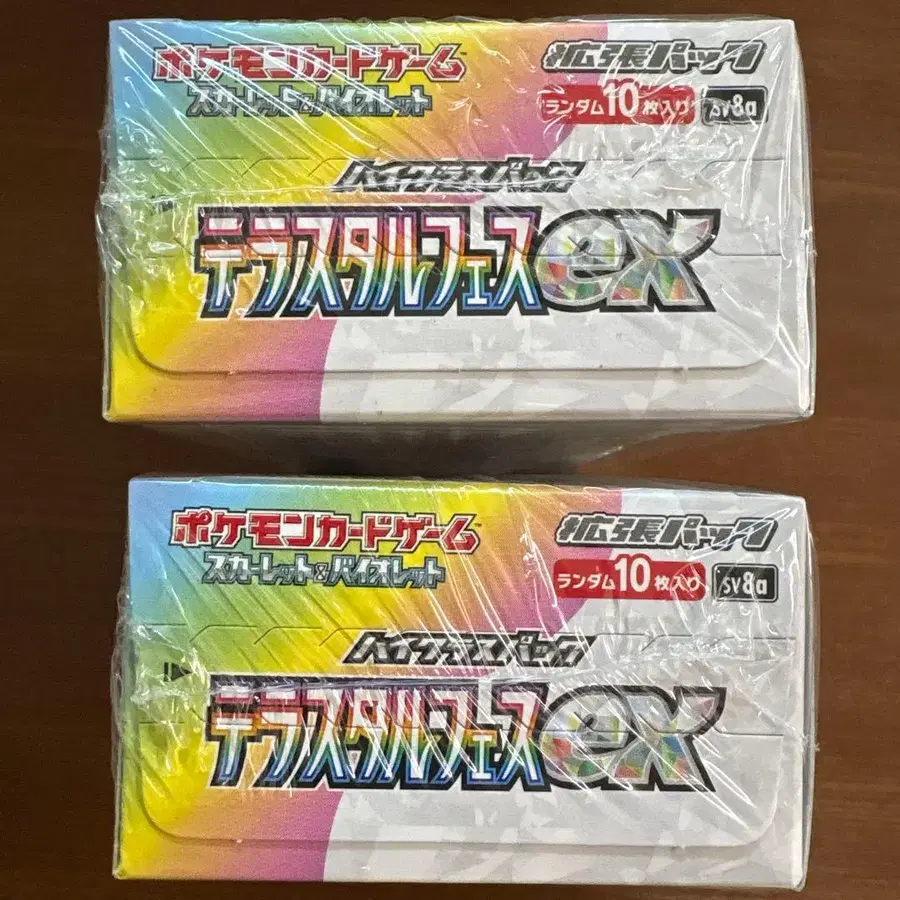 ポケモンカードゲーム™
拡張パック
スカーレット&バイオレット
ランダム10枚入り
sv8a
ハイクラスパック
テラスタルフェスex
ポケモンカードゲーム™
拡張パック
スカーレット&バイオレット
ランダム10枚入り
sv8a
ハイクラスパック
テラスタルフェスex